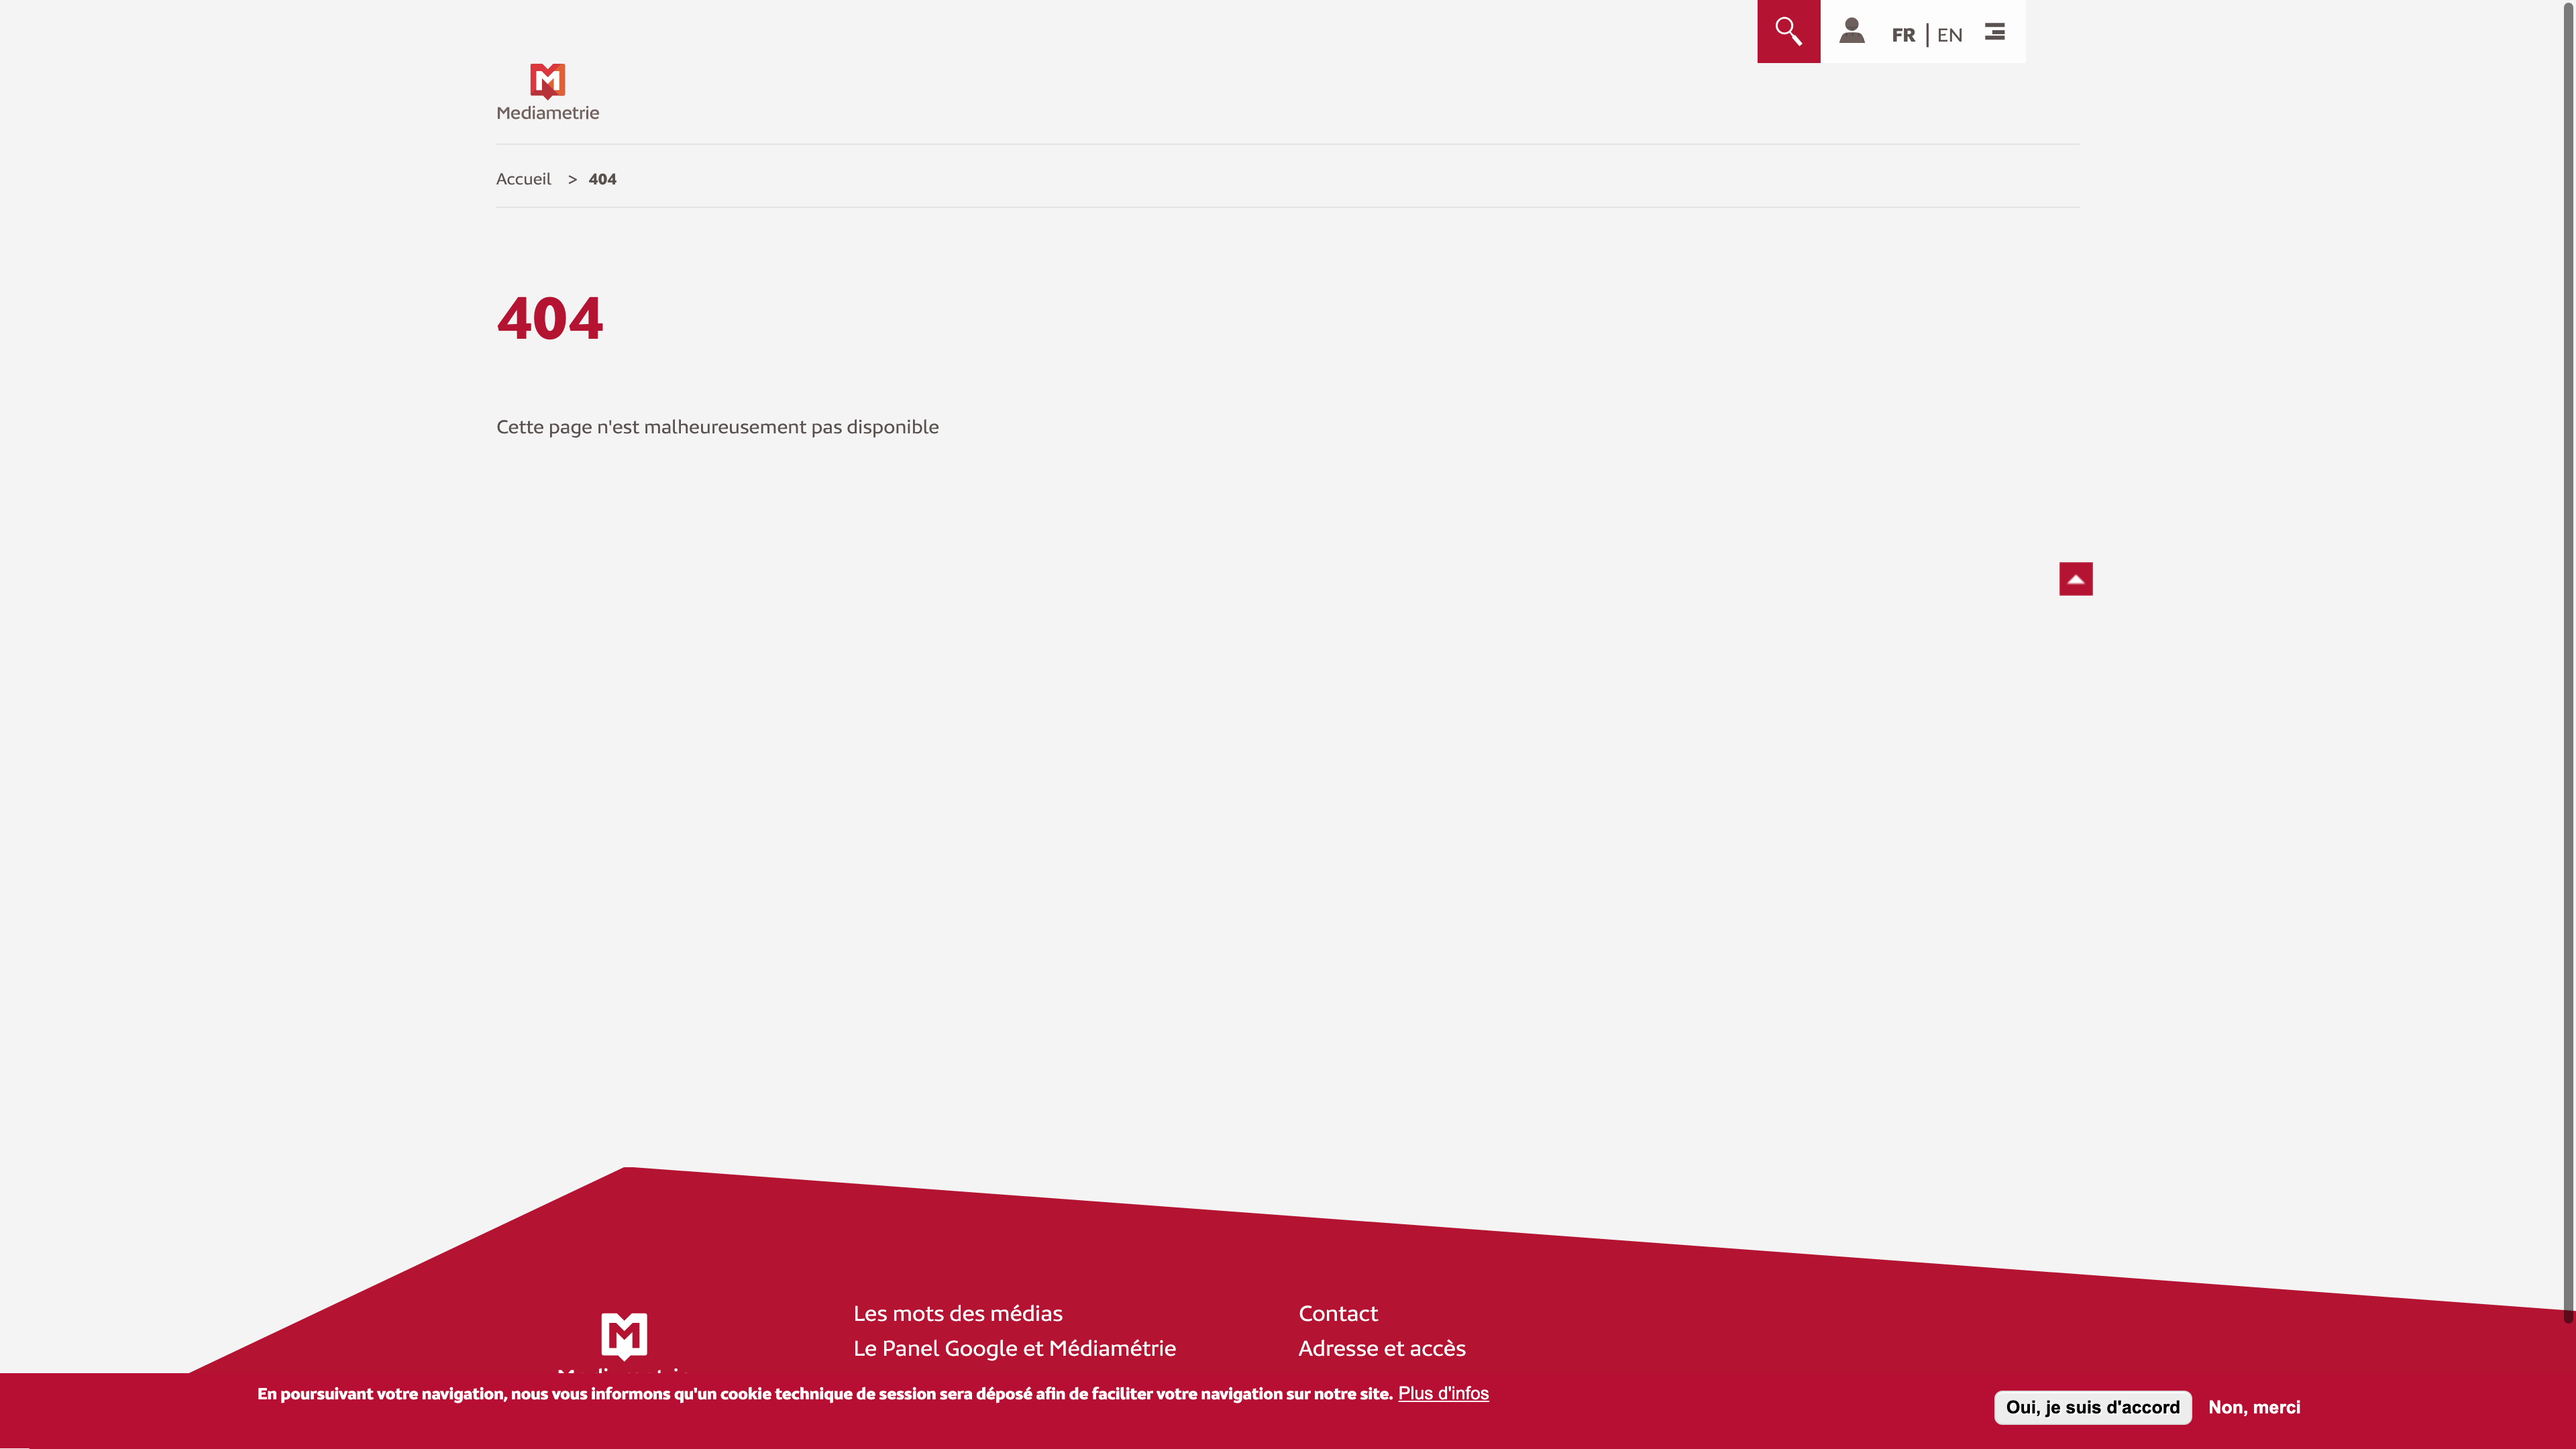 FR | EN
Mediametrie
Accueil > 404
404
Cette page n'est malheureusement pas disponible
Les mots des médias
Le Panel Google et Médiamétrie
Contact
Adresse et accès
En poursuivant votre navigation, nous vous informons qu'un cookie technique de session sera déposé afin de faciliter votre navigation sur notre site. Plus d'infos
Oui, je suis d'accord
Non, merci